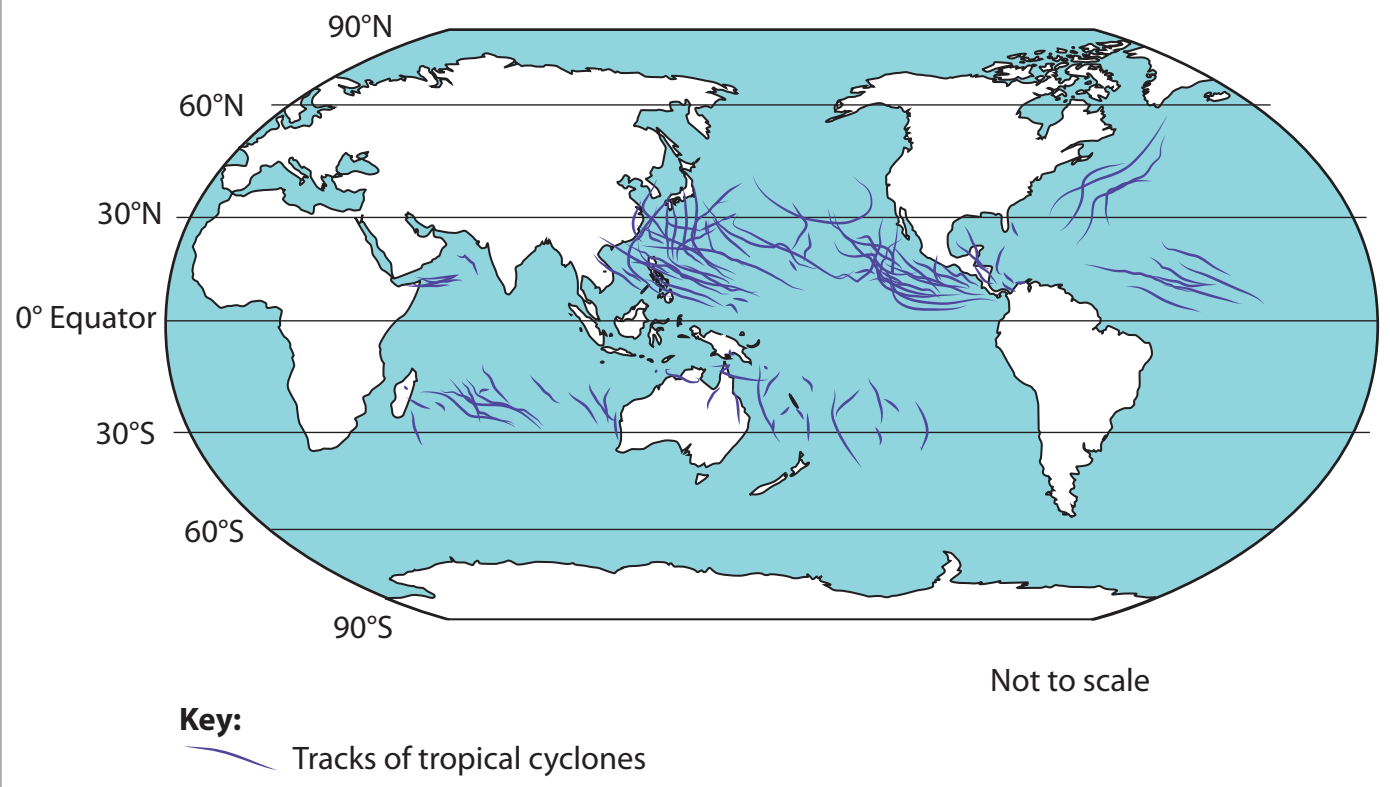 90°N
60°N
30°N
0° Equator
30°S
60°S
90°S
Not to scale
Key:
Tracks of tropical cyclones